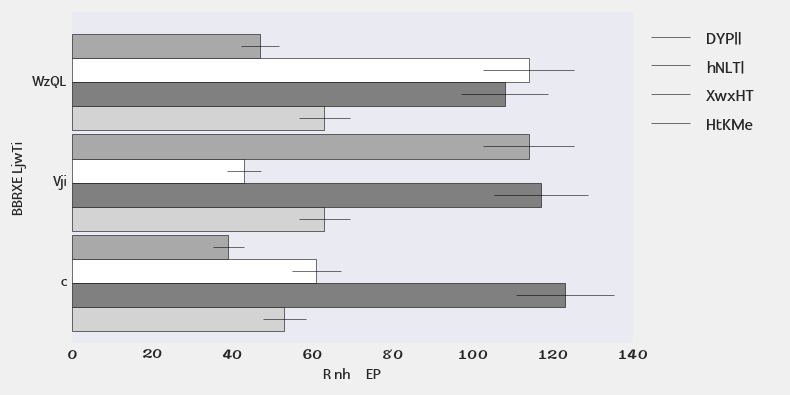 DYPll
hNLTl
WzQL
XwxHT
HtKMe
BBRXE LjwTi
Vji
c
0 20 40 60 80 100 120 140
R nh EP